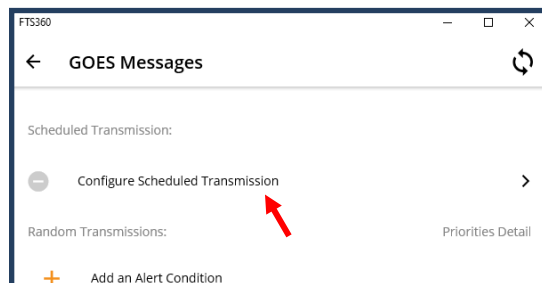 FTS360
GOES Messages
Scheduled Transmission:
Configure Scheduled Transmission
Random Transmissions: Priorities Detail
Add an Alert Condition